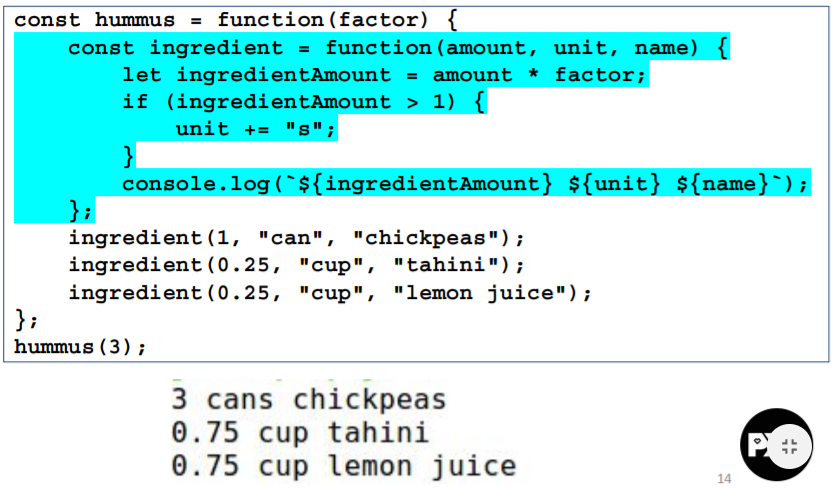 const hummus = function(factor) {
    const ingredient = function(amount, unit, name) {
        let ingredientAmount = amount * factor;
        if (ingredientAmount > 1) {
            unit += "s";
        }
        console.log(`${ingredientAmount} ${unit} ${name}`);
    };
    ingredient(1, "can", "chickpeas");
    ingredient(0.25, "cup", "tahini");
    ingredient(0.25, "cup", "lemon juice");
};
hummus(3);
3 cans chickpeas
0.75 cup tahini
0.75 cup lemon juice
14